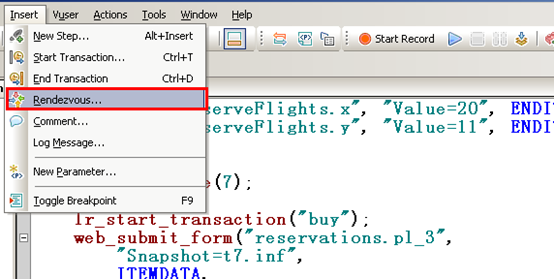 Insert Vuser Actions Tools Window Help
New Step... Alt+Insert
Start Transaction... Ctrl+T
Start Record
End Transaction Ctrl+D
Rendezvous...
serveFlights.x", "Value=20", ENDIT
Comment...
serveFlights.y", "Value=11", ENDIT
Log Message...
New Parameter...
e(7);
Toggle Breakpoint F9
lr_start_transaction("buy");
web_submit_form("reservations.pl_3",
"Snapshot=t7.inf",
ITEMDATA,